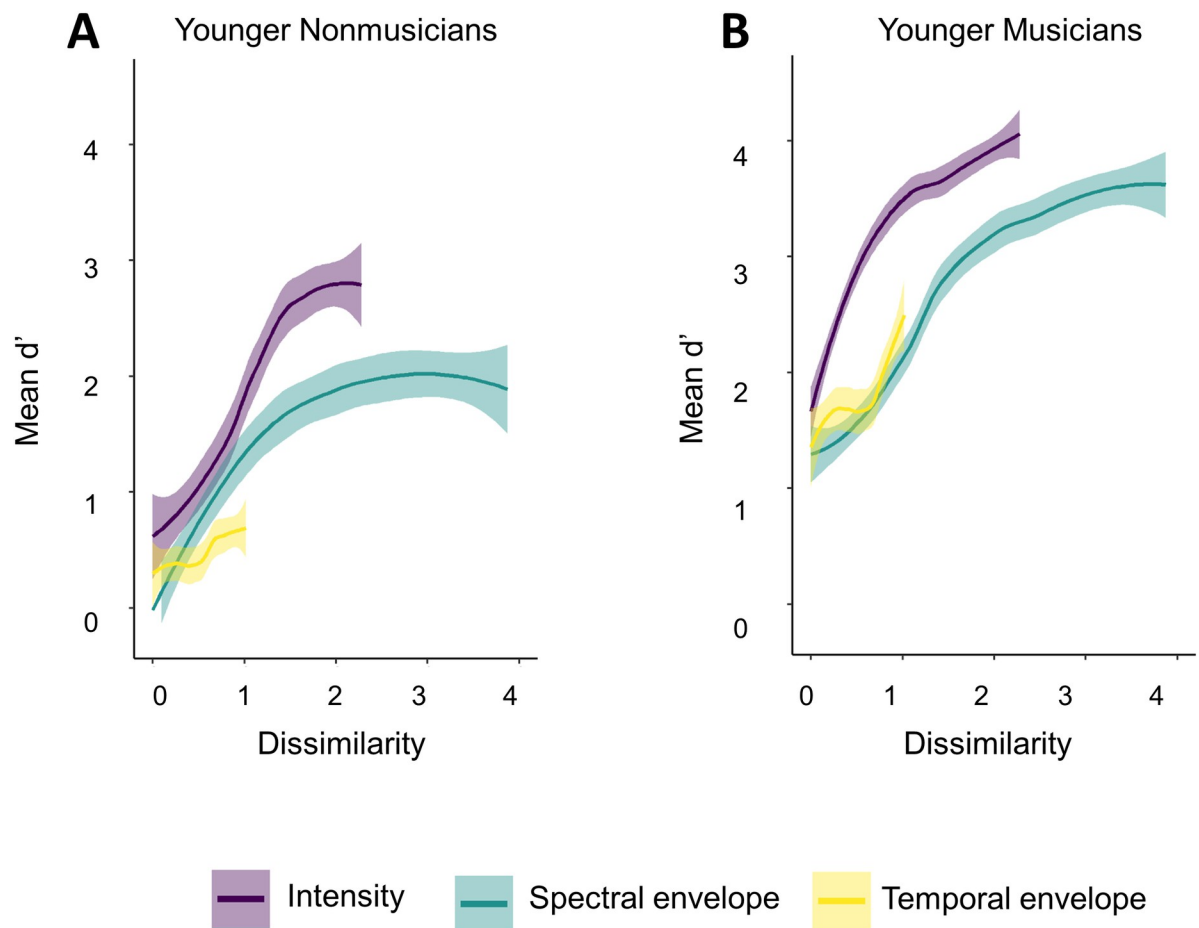 A
Younger Nonmusicians
4
3
2
1
0
Mean d’
0 1 2 3 4
Dissimilarity
B
Younger Musicians
4
3
2
1
0
Mean d’
0 1 2 3 4
Dissimilarity
Intensity
Spectral envelope
Temporal envelope